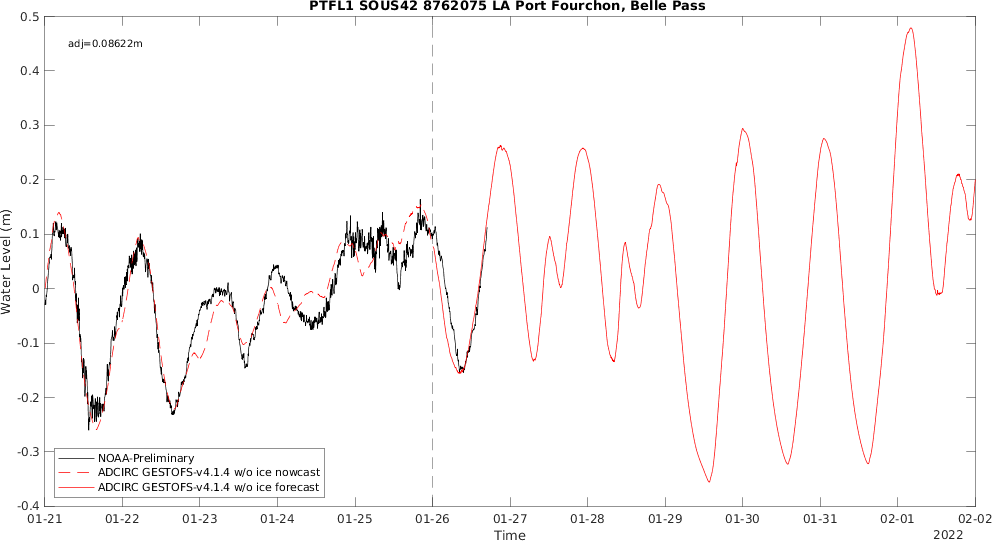 PTFL1 SOUS42 8762075 LA Port Fourchon, Belle Pass
adj=0.08622m
0.5
0.4
0.3
0.2
0.1
0
-0.1
-0.2
-0.3
-0.4
Water Level (m)
NOAA-Preliminary
ADCIRC GESTOFS-v4.1.4 w/o ice nowcast
ADCIRC GESTOFS-v4.1.4 w/o ice forecast
01-21 01-22 01-23 01-24 01-25 01-26 01-27 01-28 01-29 01-30 01-31 02-01 02-02
Time
2022